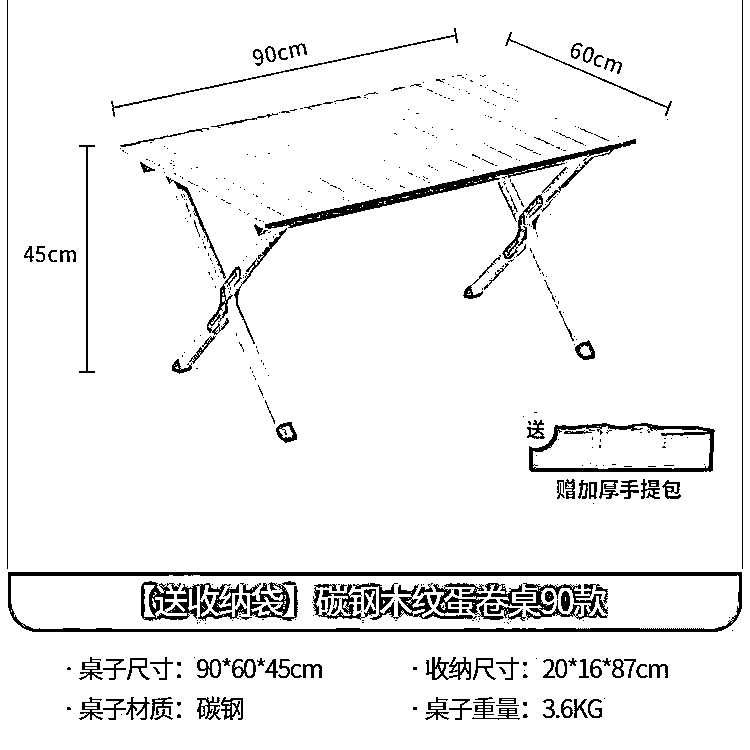 90cm
60cm
45cm
送
赠加厚手提包
【送收纳袋】碳钢木纹蛋卷桌90款
·桌子尺寸：90*60*45cm
·收纳尺寸：20*16*87cm
·桌子材质：碳钢
·桌子重量：3.6KG